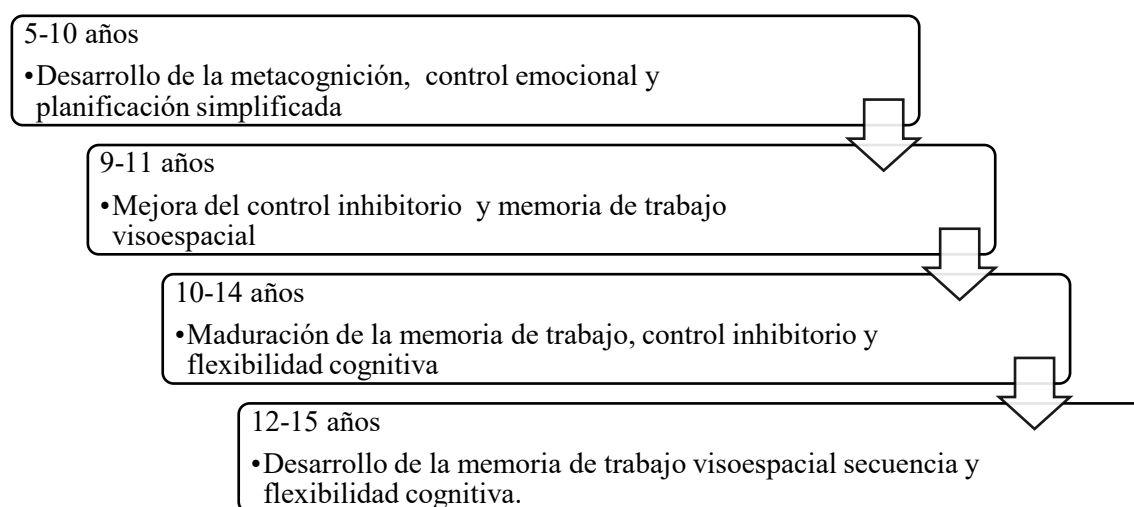 5-10 años
•Desarrollo de la metacognición, control emocional y
planificación simplificada
9-11 años
•Mejora del control inhibitorio y memoria de trabajo
visoespacial
10-14 años
•Maduración de la memoria de trabajo, control inhibitorio y
flexibilidad cognitiva
12-15 años
•Desarrollo de la memoria de trabajo visoespacial secuencia y
flexibilidad cognitiva.